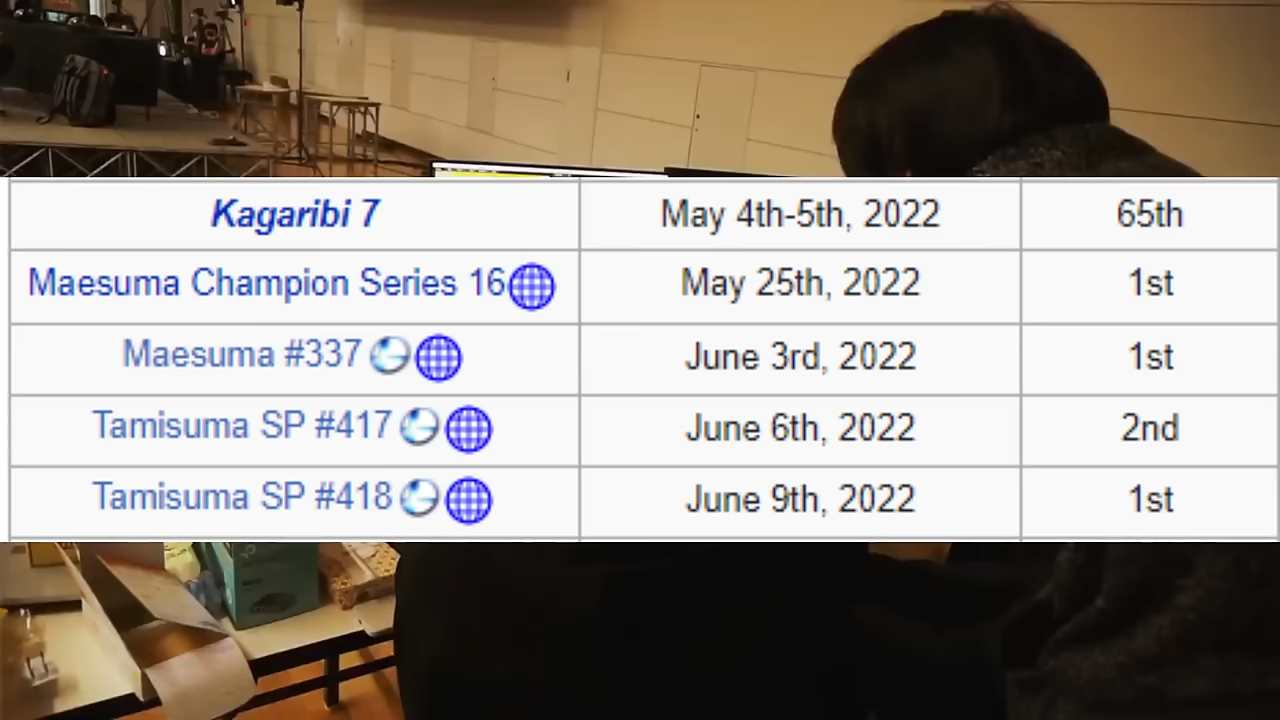 Kagaribi 7 May 4th-5th, 2022 65th
Maesuma Champion Series 16 May 25th, 2022 1st
Maesuma #337 June 3rd, 2022 1st
Tamisuma SP #417 June 6th, 2022 2nd
Tamisuma SP #418 June 9th, 2022 1st